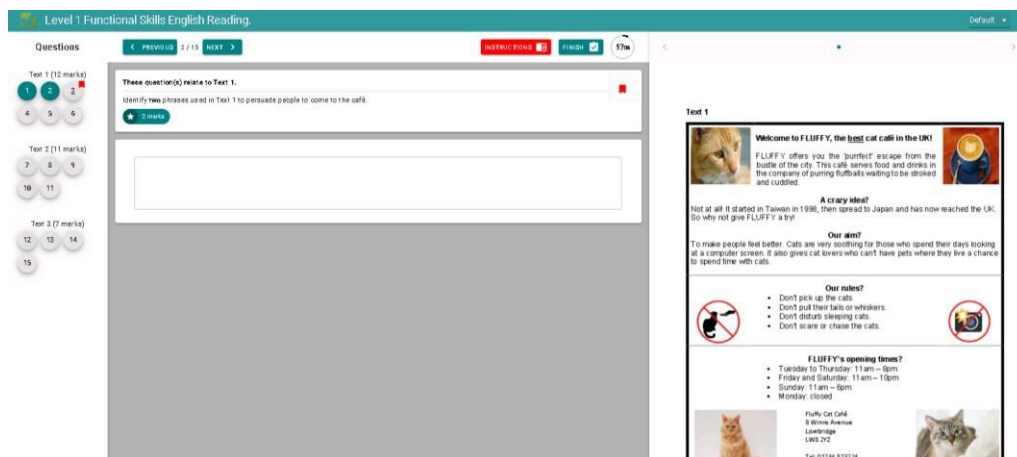 Level 1 Functional Skills English Reading.
Default
Questions
PREVIOUS
3 / 15
NEXT
INSTRUCTIONS
FINISH
57m
Text 1 (12 marks)
1 2 3
4 5 6
Text 2 (11 marks)
7 8 9
10 11
Text 3 (7 marks)
12 13 14
15
These question(s) relate to Text 1.
Identify two phrases used in Text 1 to persuade people to come to the café
2 marks
Text 1
Welcome to FLUFFY, the best cat café in the UK!
FLUFFY offers you the 'purrfect' escape from the
bustle of the city. This café serves food and drinks in
the company of purring fluffballs waiting to be stroked
and cuddled.
A crazy idea?
Not at all! It started in Taiwan in 1998, then spread to Japan and has now reached the UK.
So why not give FLUFFY a try!
Our aim?
To make people feel better. Cats are very soothing for those who spend their days looking
at a computer screen. It also gives cat lovers who can't have pets where they live a chance
to spend time with cats.
Our rules?
• Don't pick up the cats.
• Don't pull their tails or whiskers.
• Don't disturb sleeping cats.
• Don't scare or chase the cats.
FLUFFY's opening times?
• Tuesday to Thursday: 11am – 8pm
• Friday and Saturday: 11am – 10pm
• Sunday: 11am – 6pm
• Monday: closed
Fluffy Cat Café
Winns Avenue
Lowbridge